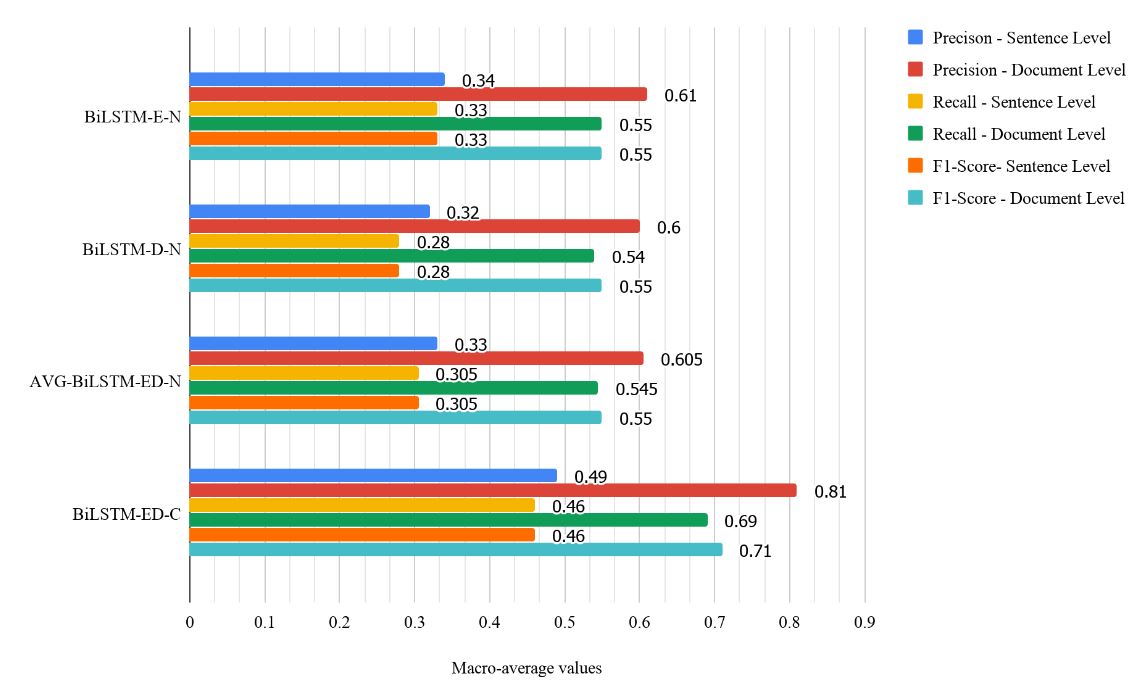 Precison - Sentence Level
Precision - Document Level
Recall - Sentence Level
Recall - Document Level
F1-Score- Sentence Level
F1-Score - Document Level
BiLSTM-E-N
0.34
0.61
0.33
0.55
0.33
0.55
BiLSTM-D-N
0.32
0.6
0.28
0.54
0.28
0.55
AVG-BiLSTM-ED-N
0.33
0.605
0.305
0.545
0.305
0.55
BiLSTM-ED-C
0.49
0.81
0.46
0.69
0.46
0.71
0 0.1 0.2 0.3 0.4 0.5 0.6 0.7 0.8 0.9
Macro-average values